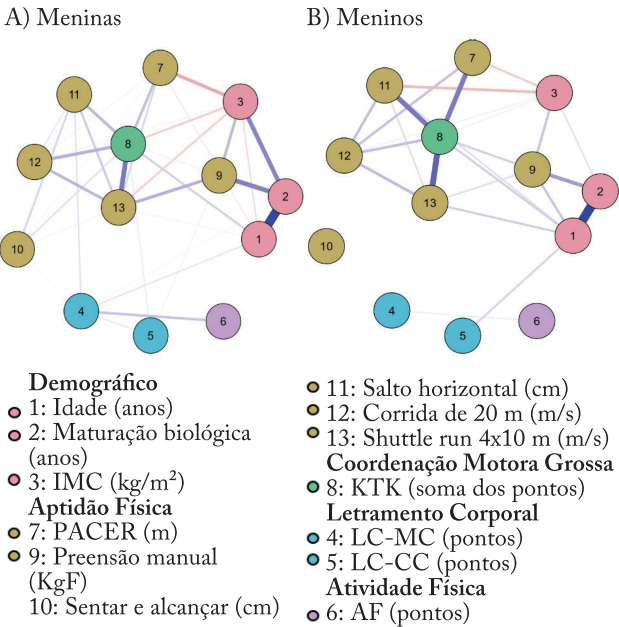 A) Meninas
B) Meninos
7
11
3
8
12
9
13
2
1
10
4
6
5
7
11
3
8
12
9
2
13
1
10
4
6
5
Demográfico
1: Idade (anos)
2: Maturação biológica
(anos)
3: IMC (kg/m²)
Aptidão Física
7: PACER (m)
9: Preensão manual
(KgF)
10: Sentar e alcançar (cm)
11: Salto horizontal (cm)
12: Corrida de 20 m (m/s)
13: Shuttle run 4x10 m (m/s)
Coordenação Motora Grossa
8: KTK (soma dos pontos)
Letramento Corporal
4: LC-MC (pontos)
5: LC-CC (pontos)
Atividade Física
6: AF (pontos)